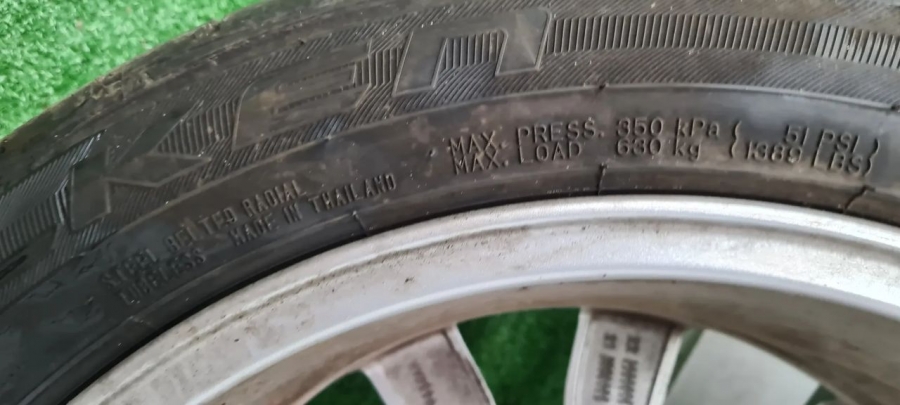 KEN
MAX. PRESS. 350 kPa { 51 PSI }
MAX. LOAD 630 kg { 1389 LBS }
STEEL BELTED RADIAL
TUBELESS MADE IN THAILAND